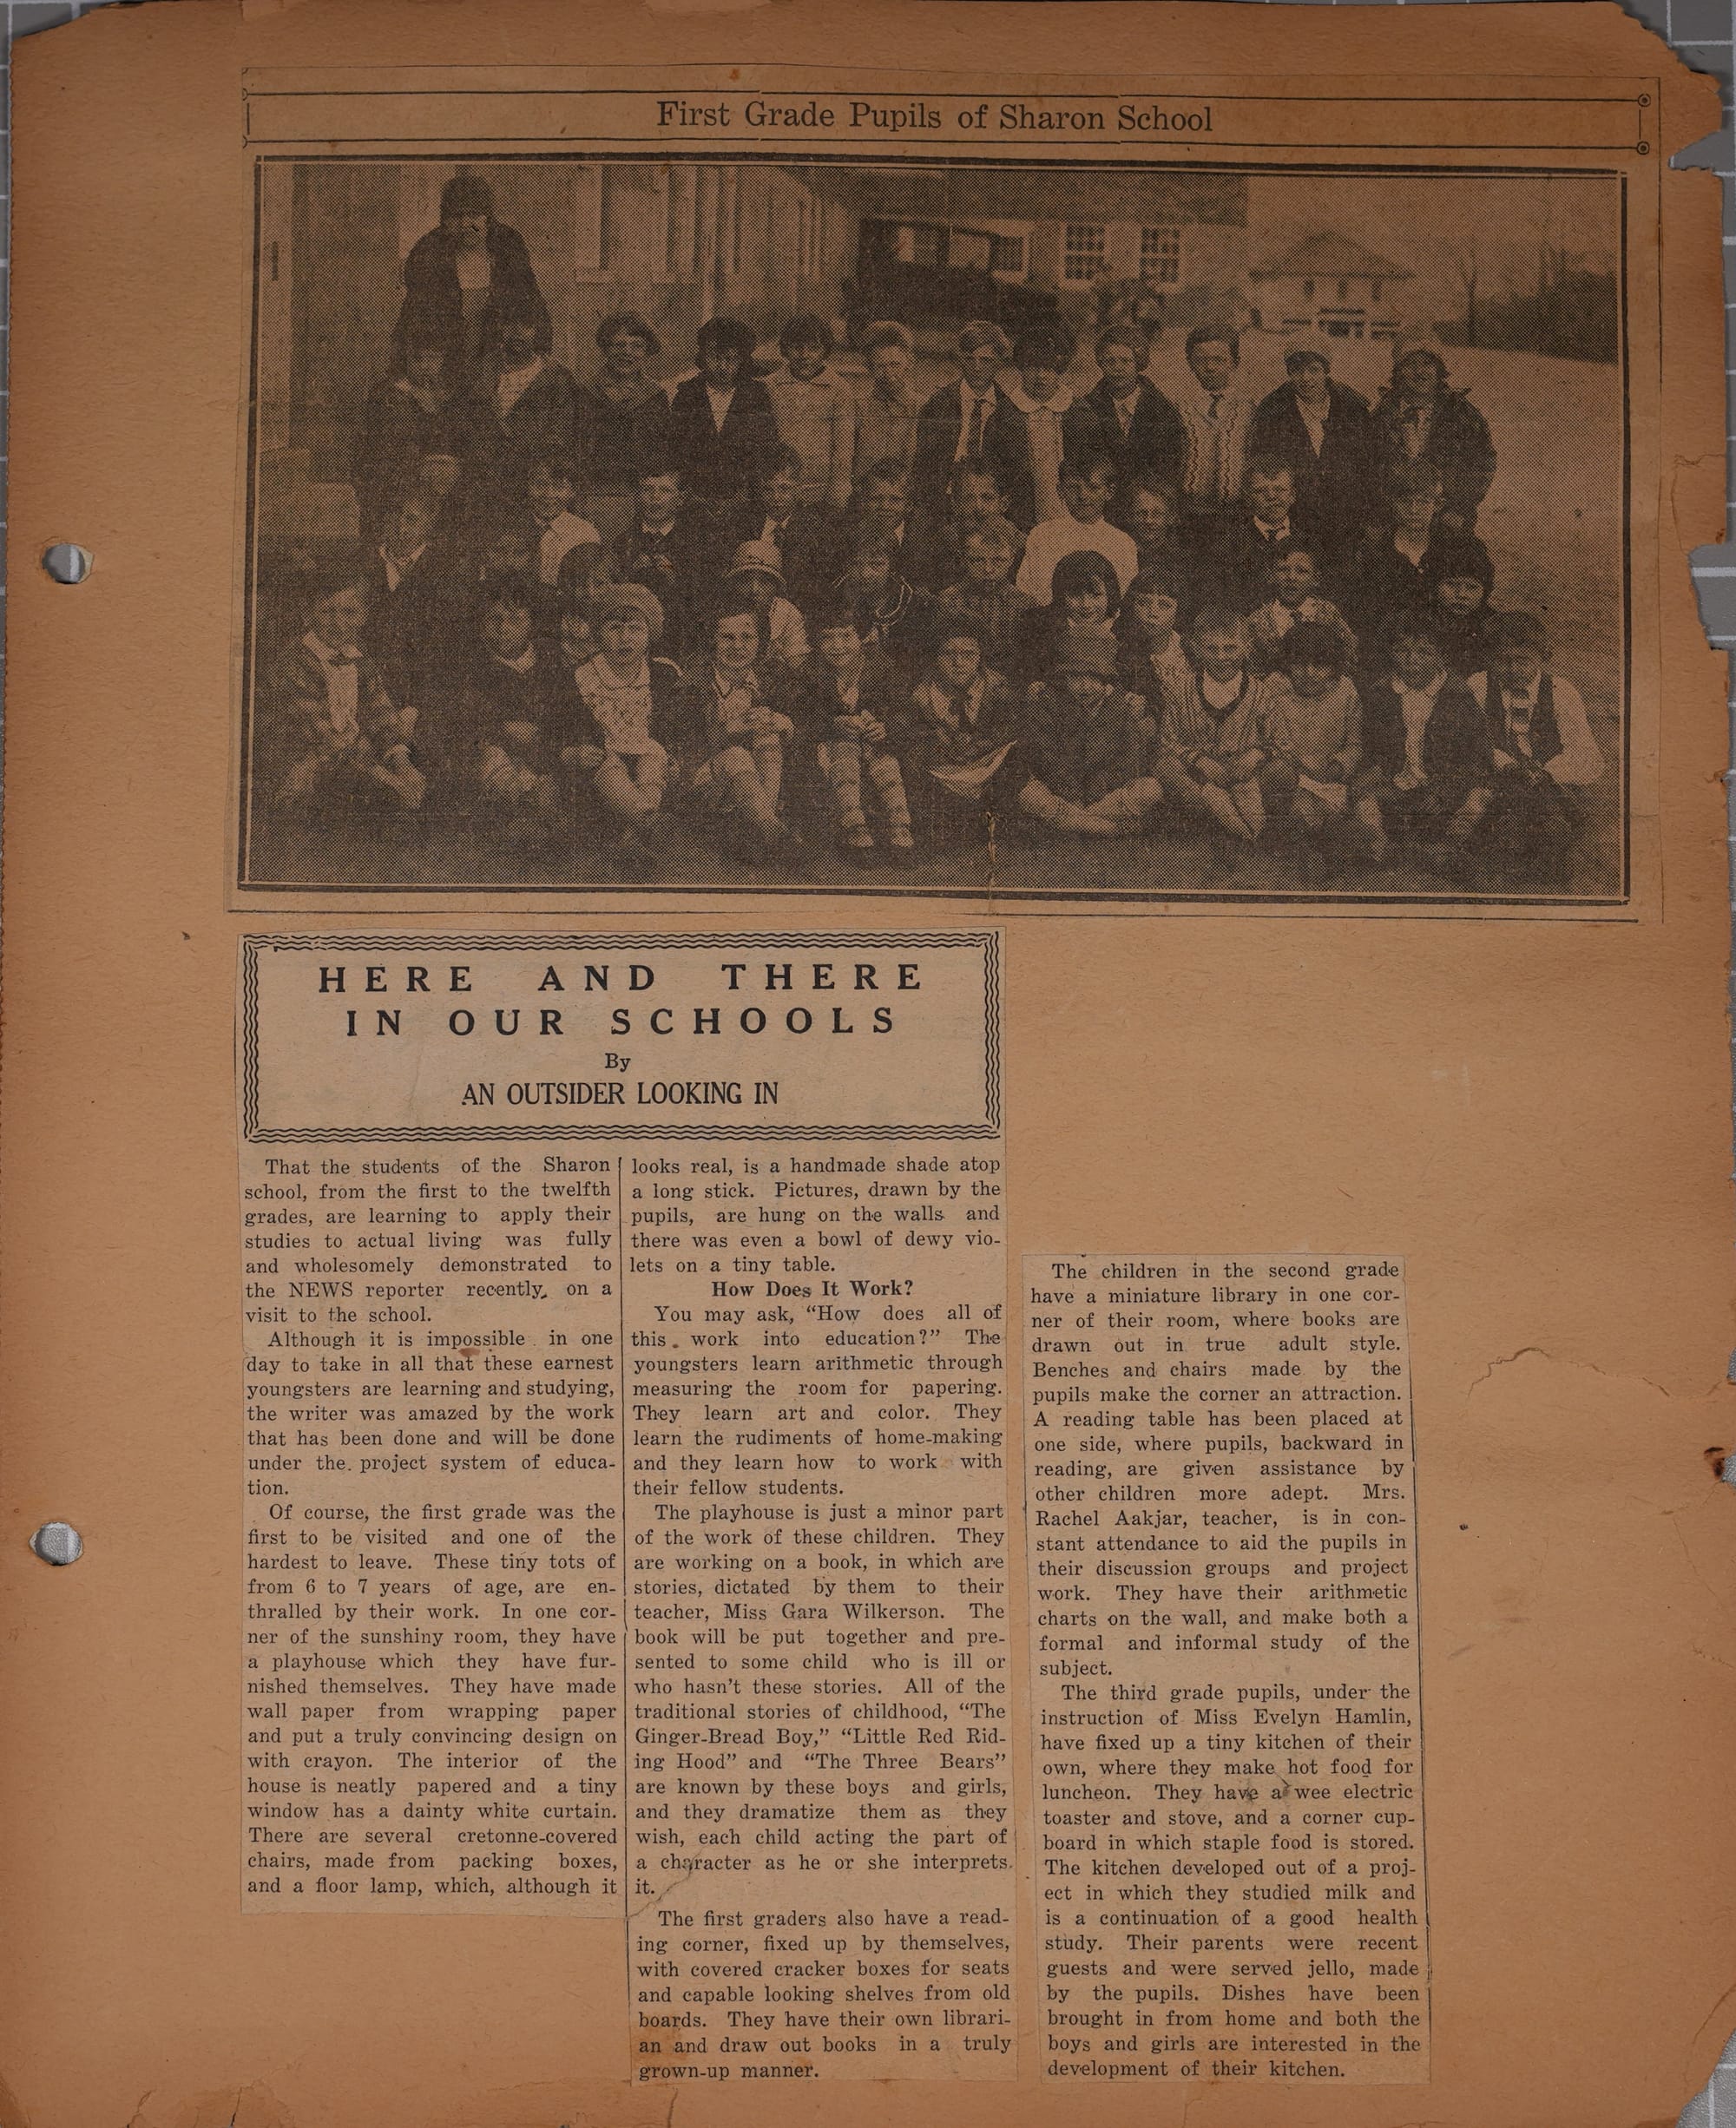 First Grade Pupils of Sharon School
HERE AND THERE
IN OUR SCHOOLS
By
AN OUTSIDER LOOKING IN
That the students of the Sharon
school, from the first to the twelfth
grades, are learning to apply their
studies to actual living was fully
and wholesomely demonstrated to
the NEWS reporter recently, on a
visit to the school.
Although it is impossible in one
day to take in all that these earnest
youngsters are learning and studying,
the writer was amazed by the work
that has been done and will be done
under the project system of educa-
tion.
Of course, the first grade was the
first to be visited and one of the
hardest to leave. These tiny tots of
from 6 to 7 years of age, are en-
thralled by their work. In one cor-
ner of the sunshiny room, they have
a playhouse which they have fur-
nished themselves. They have made
wall paper from wrapping paper
and put a truly convincing design on
with crayon. The interior of the
house is neatly papered and a tiny
window has a dainty white curtain.
There are several cretonne-covered
chairs, made from packing boxes,
and a floor lamp, which, although it
looks real, is a handmade shade atop
a long stick. Pictures, drawn by the
pupils, are hung on the walls and
there was even a bowl of dewy vio-
lets on a tiny table.
How Does It Work?
You may ask, “How does all of
this work into education?” The
youngsters learn arithmetic through
measuring the room for papering.
They learn art and color. They
learn the rudiments of home-making
and they learn how to work with
their fellow students.
The playhouse is just a minor part
of the work of these children. They
are working on a book, in which are
stories, dictated by them to their
teacher, Miss Gara Wilkerson. The
book will be put together and pre-
sented to some child who is ill or
who hasn’t these stories. All of the
traditional stories of childhood, “The
Ginger-Bread Boy,” “Little Red Rid-
ing Hood” and “The Three Bears”
are known by these boys and girls,
and they dramatize them as they
wish, each child acting the part of
a character as he or she interprets
it.
The first graders also have a read-
ing corner, fixed up by themselves,
with covered cracker boxes for seats
and capable looking shelves from old
boards. They have their own librari-
an and draw out books in a truly
grown-up manner.
The children in the second grade
have a miniature library in one cor-
ner of their room, where books are
drawn out in true adult style.
Benches and chairs made by the
pupils make the corner an attraction.
A reading table has been placed at
one side, where pupils, backward in
reading, are given assistance by
other children more adept. Mrs.
Rachel Aakjar, teacher, is in con-
stant attendance to aid the pupils in
their discussion groups and project
work. They have their arithmetic
charts on the wall, and make both a
formal and informal study of the
subject.
The third grade pupils, under the
instruction of Miss Evelyn Hamlin,
have fixed up a tiny kitchen of their
own, where they make hot food for
luncheon. They have a wee electric
toaster and stove, and a corner cup-
board in which staple food is stored.
The kitchen developed out of a proj-
ect in which they studied milk and
is a continuation of a good health
study. Their parents were recent
guests and were served jello, made
by the pupils. Dishes have been
brought in from home and both the
boys and girls are interested in the
development of their kitchen.